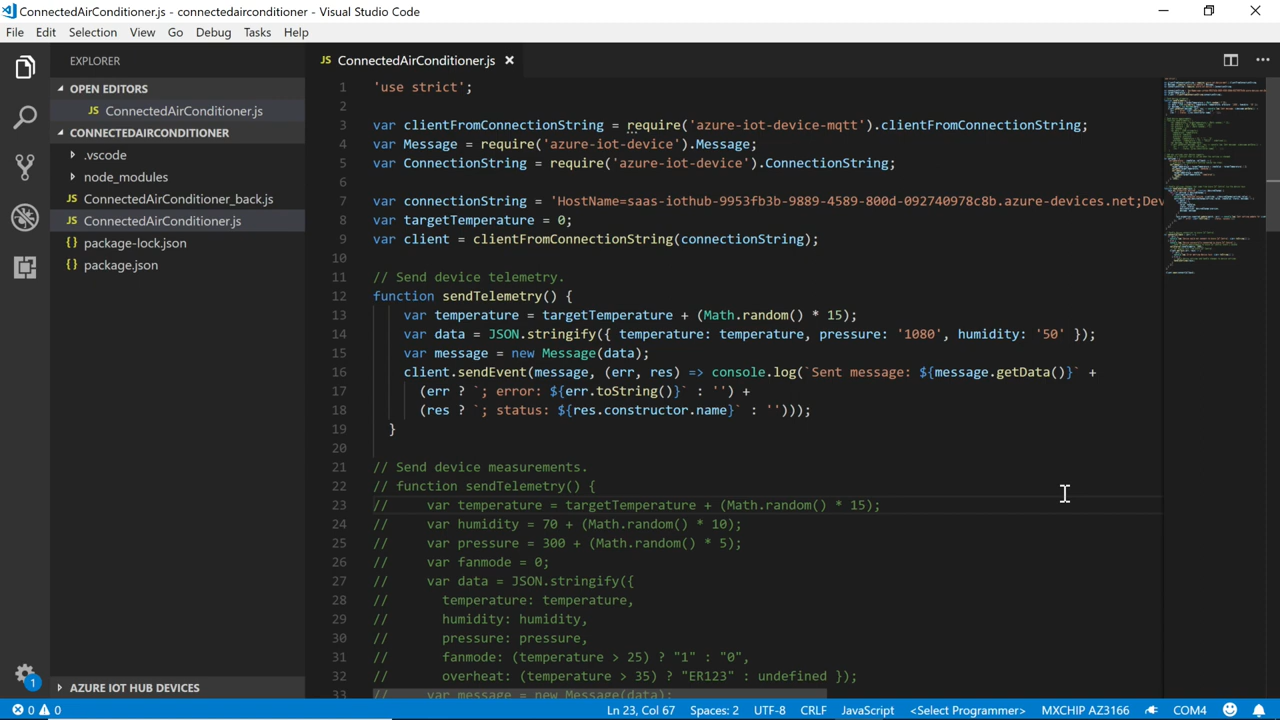 ConnectedAirConditioner.js - connectedairconditioner - Visual Studio Code
File Edit Selection View Go Debug Tasks Help
EXPLORER
OPEN EDITORS
JS ConnectedAirConditioner.js
CONNECTEDAIRCONDITIONER
.vscode
node_modules
ConnectedAirConditioner_back.js
ConnectedAirConditioner.js
package-lock.json
package.json
AZURE IOT HUB DEVICES
JS ConnectedAirConditioner.js
1 'use strict';
2
3 var clientFromConnectionString = require('azure-iot-device-mqtt').clientFromConnectionString;
4 var Message = require('azure-iot-device').Message;
5 var ConnectionString = require('azure-iot-device').ConnectionString;
6
7 var connectionString = 'HostName=saas-iothub-9953ff3b-9889-4589-800d-092740978c8b.azure-devices.net;Dev
8 var targetTemperature = 0;
9 var client = clientFromConnectionString(connectionString);
10
11 // Send device telemetry.
12 function sendTelemetry() {
13 var temperature = targetTemperature + (Math.random() * 15);
14 var data = JSON.stringify({ temperature: temperature, pressure: '1080', humidity: '50' });
15 var message = new Message(data);
16 client.sendEvent(message, (err, res) => console.log(`Sent message: ${message.getData()}` +
17 (err ? `; error: ${err.toString()}` : '') +
18 (res ? `; status: ${res.constructor.name}` : '')));
19 }
20
21 // Send device measurements.
22 // function sendTelemetry() {
23 // var temperature = targetTemperature + (Math.random() * 15);
24 // var humidity = 70 + (Math.random() * 10);
25 // var pressure = 300 + (Math.random() * 5);
26 // var fanmode = 0;
27 // var data = JSON.stringify({
28 // temperature: temperature,
29 // humidity: humidity,
30 // pressure: pressure,
31 // fanmode: (temperature > 25) ? "1" : "0",
32 // overheat: (temperature > 35) ? "ER123" : undefined });
33 // var message = new Message(data);
1
0 0 Ln 23, Col 67 Spaces: 2 UTF-8 CRLF JavaScript <Select Programmer> MXCHIP AZ3166 COM4